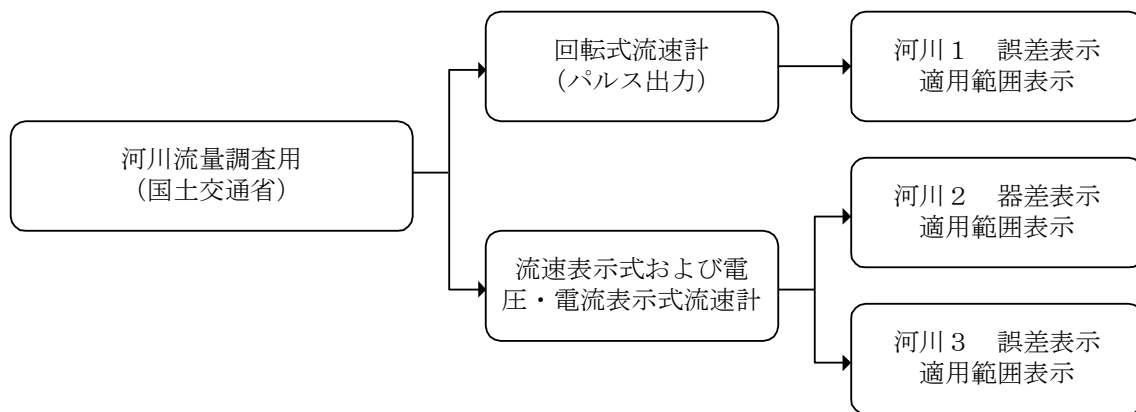 河川流量調査用
（国土交通省）
回転式流速計
（パルス出力）
河川１　誤差表示
適用範囲表示
流速表示式および電
圧・電流表示式流速計
河川２　器差表示
適用範囲表示
河川３　誤差表示
適用範囲表示